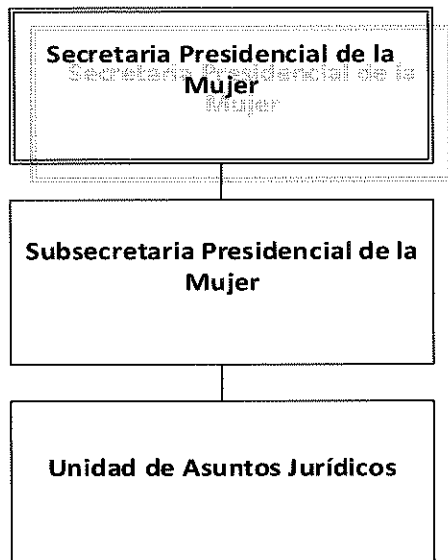 Secretaria Presidencial de la
Mujer
Subsecretaria Presidencial de la
Mujer
Unidad de Asuntos Jurídicos